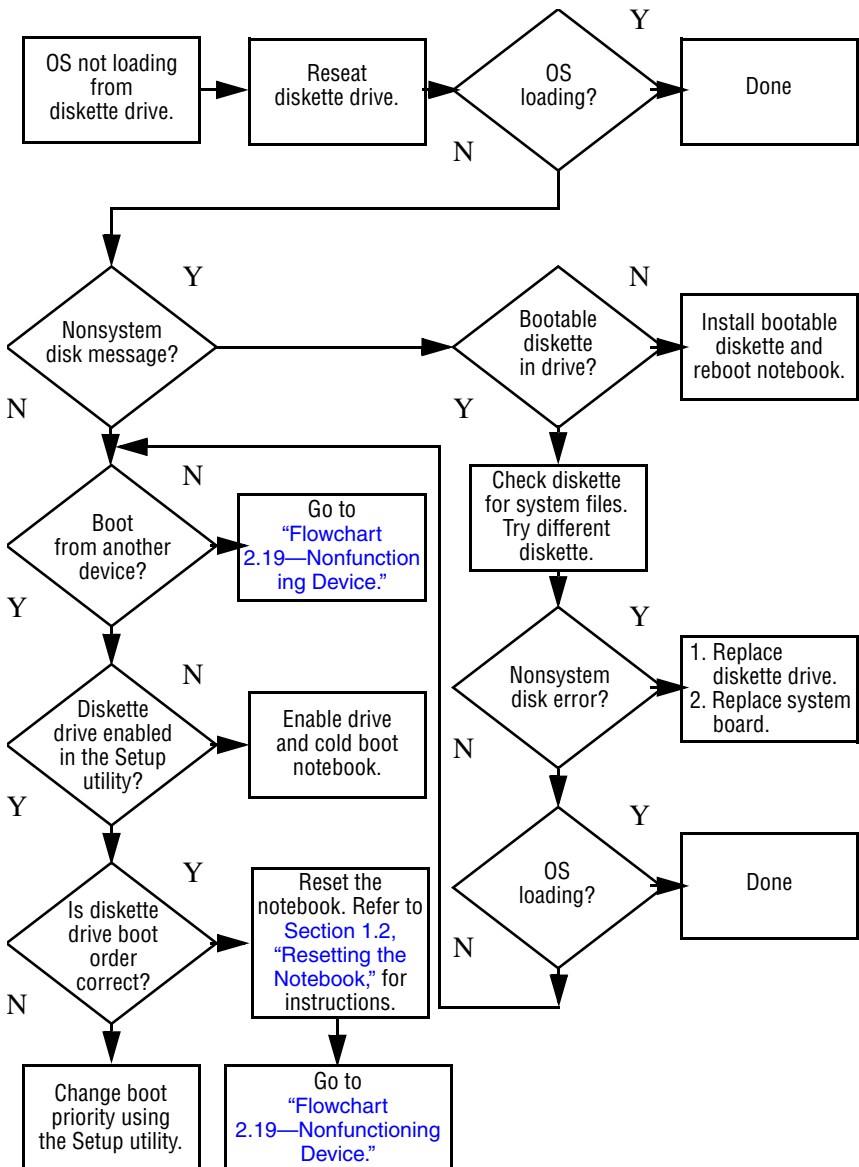 OS not loading
from
diskette drive.
Reseat
diskette drive.
OS
loading?
Y
Done
N
Nonsystem
disk message?
Y
N
Bootable
diskette
in drive?
N
Install bootable
diskette and
reboot notebook.
Y
Check diskette
for system files.
Try different
diskette.
Boot
from another
device?
N
Go to
“Flowchart
2.19—Nonfunction
ing Device.”
Y
Nonsystem
disk error?
Y
1. Replace
diskette drive.
2. Replace system
board.
N
Diskette
drive enabled
in the Setup
utility?
N
Enable drive
and cold boot
notebook.
Y
OS
loading?
Y
Done
N
Is diskette
drive boot
order
correct?
Y
Reset the
notebook. Refer to
Section 1.2,
“Resetting the
Notebook,” for
instructions.
N
Change boot
priority using
the Setup utility.
Go to
“Flowchart
2.19—Nonfunctioning
Device.”